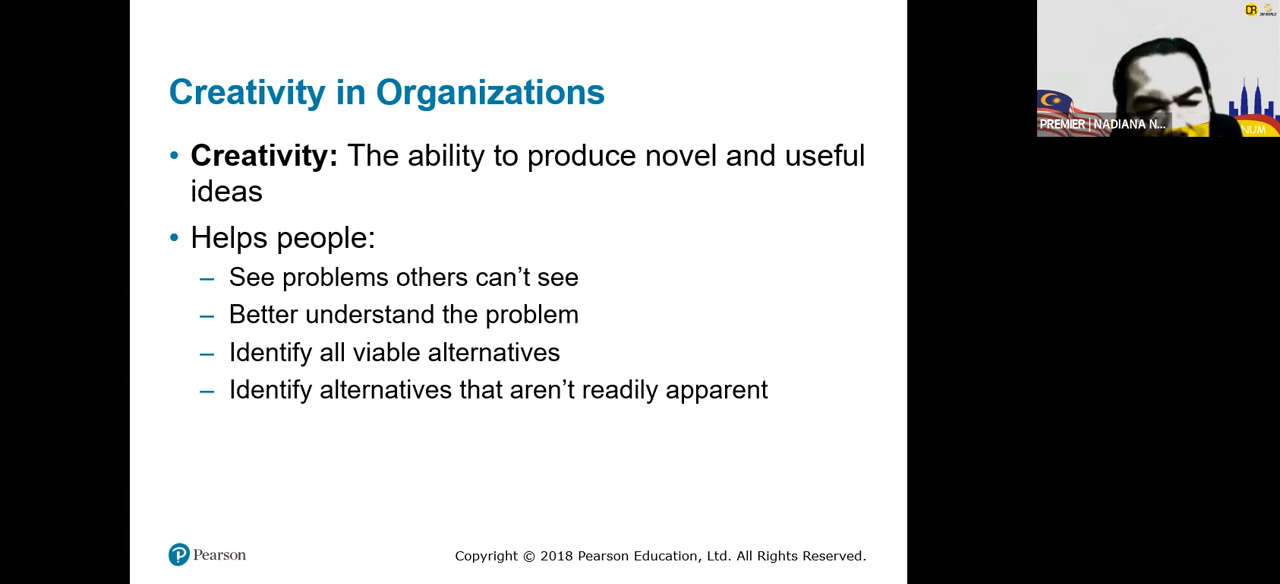 Creativity in Organizations
• Creativity: The ability to produce novel and useful
ideas
• Helps people:
– See problems others can’t see
– Better understand the problem
– Identify all viable alternatives
– Identify alternatives that aren’t readily apparent
Pearson
Copyright © 2018 Pearson Education, Ltd. All Rights Reserved.
DR
PREMIER | NADIANA N...
NUM